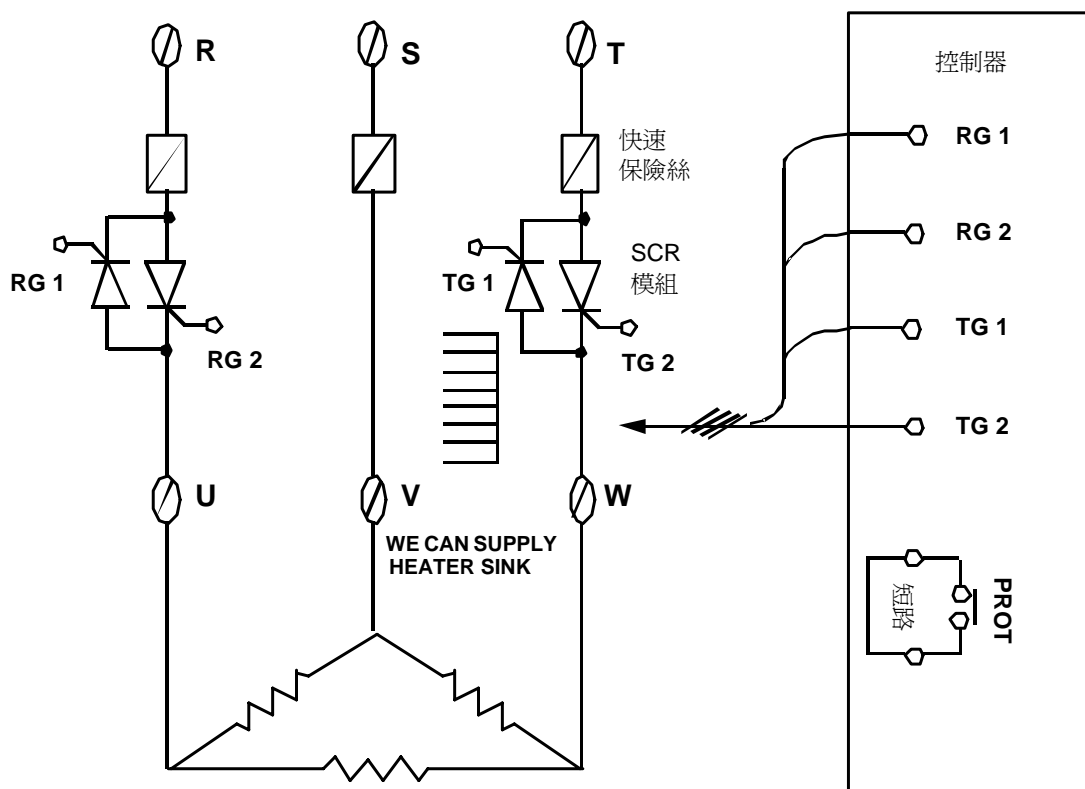 R
S
T
控制器
快速
保險絲
RG 1
RG 2
RG 1
RG 2
TG 1
TG 2
SCR
模組
TG 1
TG 2
U
V
W
WE CAN SUPPLY
HEATER SINK
短路
PROT